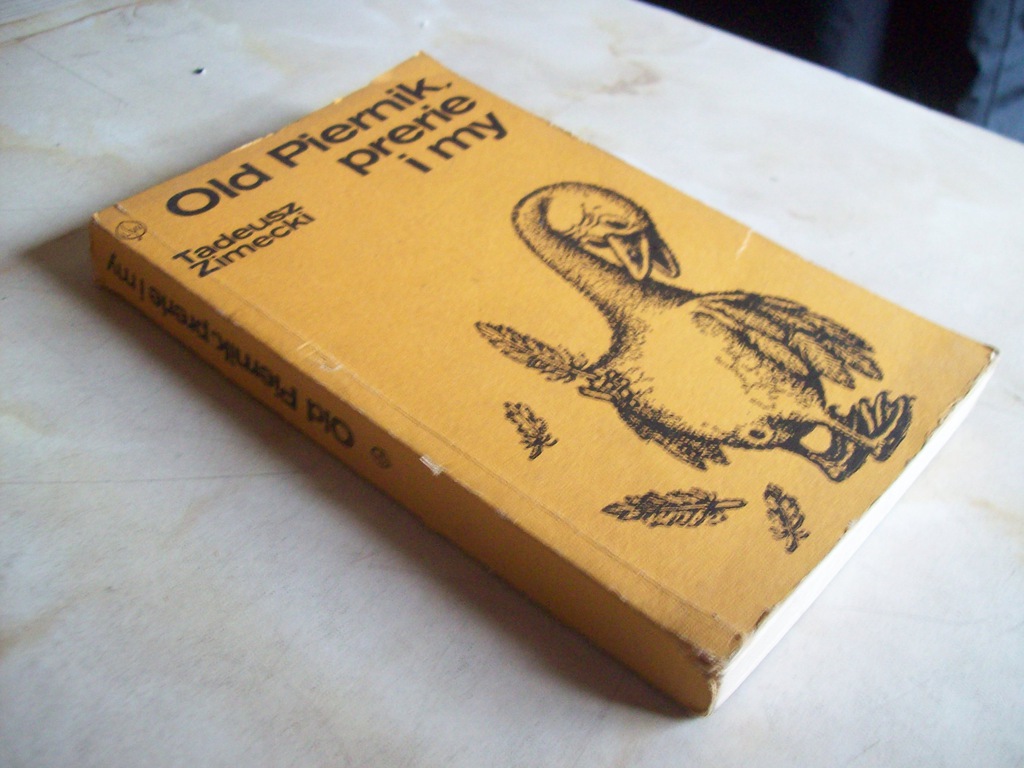 Old Piernik,
prerie
i my
Tadeusz
Zimecki
Old Piernik, prerie i my